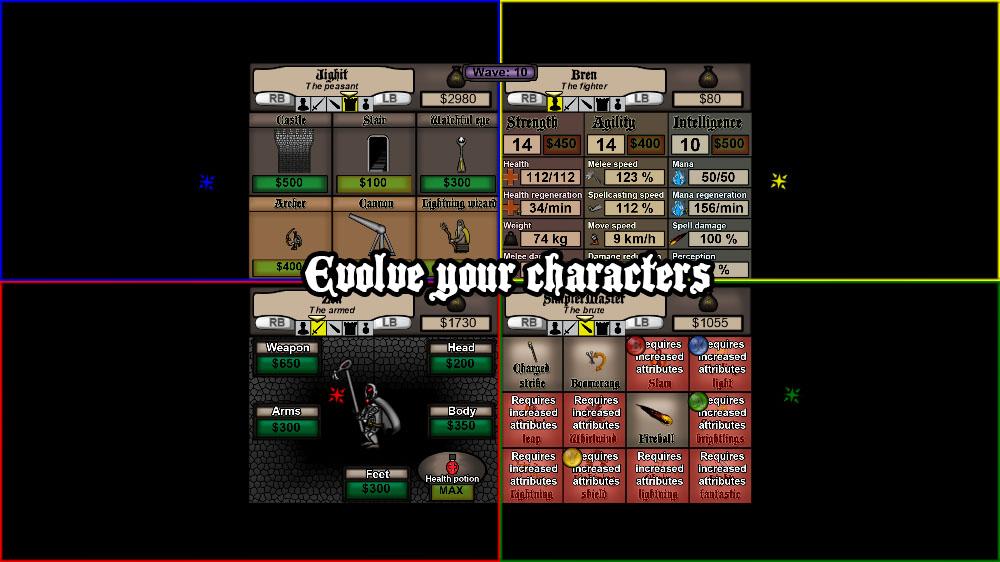 Wave: 10
Jighit
The peasant
RB
LB
$2980
Castle
Stair
Watchful eye
$500
$100
$300
Archer
Cannon
Lightning wizard
$400
Bren
The fighter
RB
LB
$80
Strength
Agility
Intelligence
14
$450
14
$400
10
$500
Health
Melee speed
Mana
112/112
123 %
50/50
Health regeneration
Spellcasting speed
Mana regeneration
34/min
112 %
156/min
Weight
Move speed
Spell damage
74 kg
9 km/h
100 %
Perception
%
Evolve your characters
The armed
RB
LB
$1730
Weapon
$650
Head
$200
Arms
$300
Body
$350
Feet
$300
Health potion
MAX
The brute
RB
LB
$1055
Charged
strike
Boomerang
Requires
increased
attributes
Slam
Requires
increased
attributes
light
Requires
increased
attributes
leap
Requires
increased
attributes
Whirlwind
Fireball
Requires
increased
attributes
Requires
increased
attributes
Lightning
Requires
increased
attributes
shield
Requires
increased
attributes
lightning
Requires
increased
attributes
fantastic